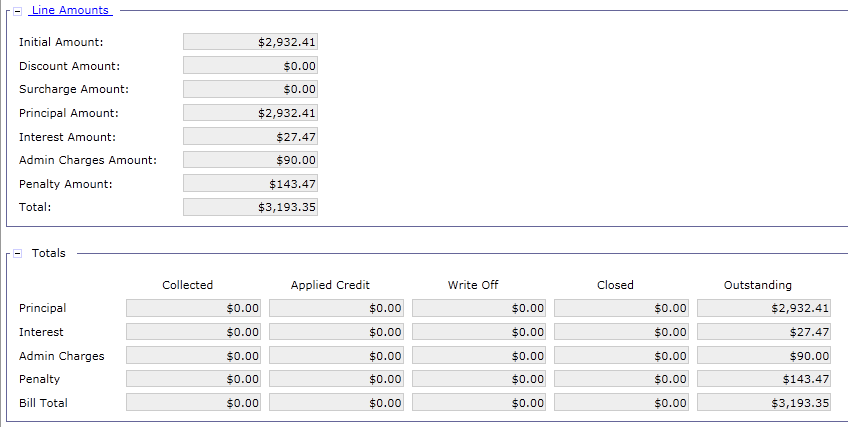 Line Amounts
Initial Amount: $2,932.41
Discount Amount: $0.00
Surcharge Amount: $0.00
Principal Amount: $2,932.41
Interest Amount: $27.47
Admin Charges Amount: $90.00
Penalty Amount: $143.47
Total: $3,193.35
Totals
Collected Applied Credit Write Off Closed Outstanding
Principal $0.00 $0.00 $0.00 $0.00 $2,932.41
Interest $0.00 $0.00 $0.00 $0.00 $27.47
Admin Charges $0.00 $0.00 $0.00 $0.00 $90.00
Penalty $0.00 $0.00 $0.00 $0.00 $143.47
Bill Total $0.00 $0.00 $0.00 $0.00 $3,193.35